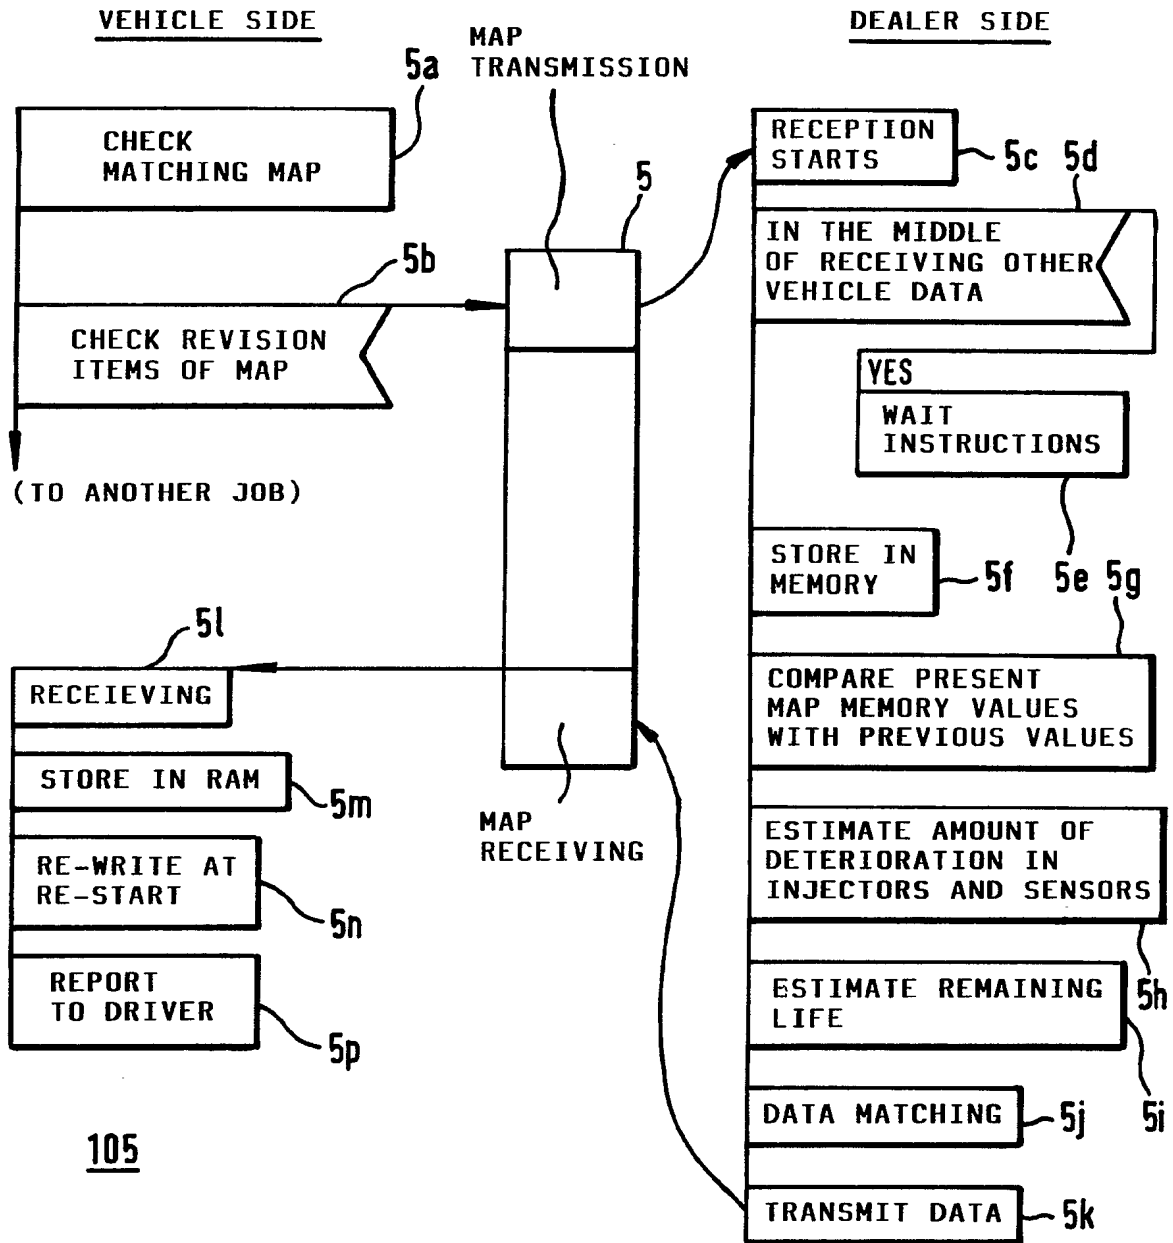 VEHICLE SIDE
5a
CHECK
MATCHING MAP
5b
CHECK REVISION
ITEMS OF MAP
(TO ANOTHER JOB)
MAP
TRANSMISSION
5
MAP
RECEIVING
DEALER SIDE
RECEPTION
STARTS
5c
5d
IN THE MIDDLE
OF RECEIVING OTHER
VEHICLE DATA
YES
WAIT
INSTRUCTIONS
5e
STORE IN
MEMORY
5f
5g
COMPARE PRESENT
MAP MEMORY VALUES
WITH PREVIOUS VALUES
ESTIMATE AMOUNT OF
DETERIORATION IN
INJECTORS AND SENSORS
5h
ESTIMATE REMAINING
LIFE
5i
DATA MATCHING
5j
TRANSMIT DATA
5k
5l
RECEIEVING
STORE IN RAM
5m
RE-WRITE AT
RE-START
5n
REPORT
TO DRIVER
5p
105